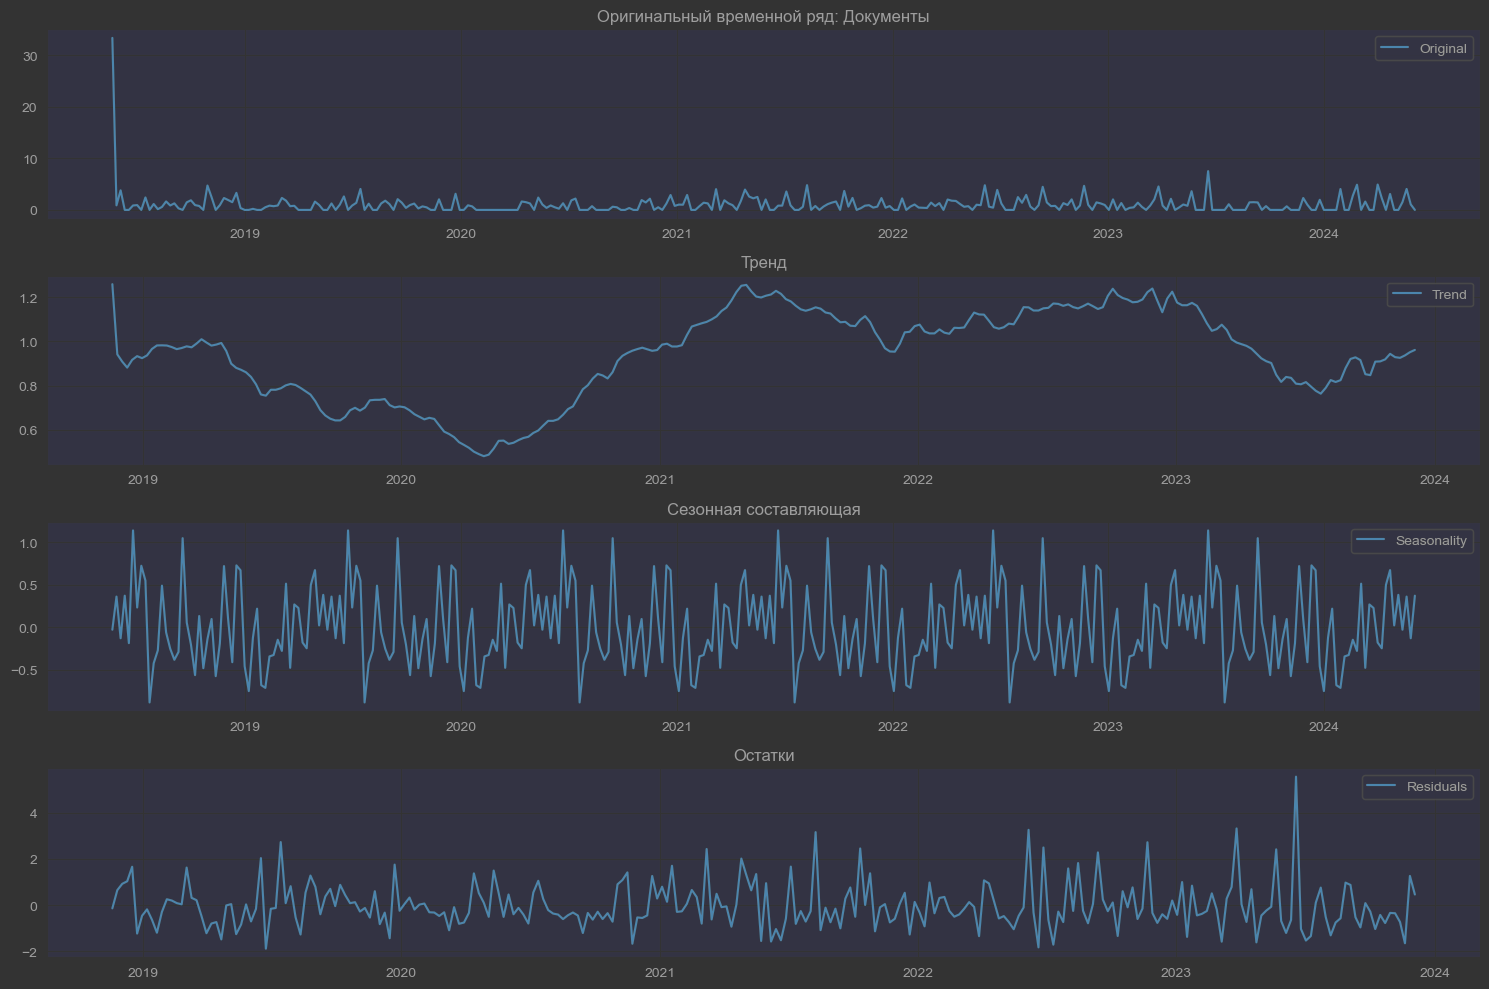 Оригинальный временной ряд: Документы
Original
30
20
10
0
2019 2020 2021 2022 2023 2024
Тренд
Trend
1.2
1.0
0.8
0.6
2019 2020 2021 2022 2023 2024
Сезонная составляющая
Seasonality
1.0
0.5
0.0
−0.5
2019 2020 2021 2022 2023 2024
Остатки
Residuals
4
2
0
−2
2019 2020 2021 2022 2023 2024